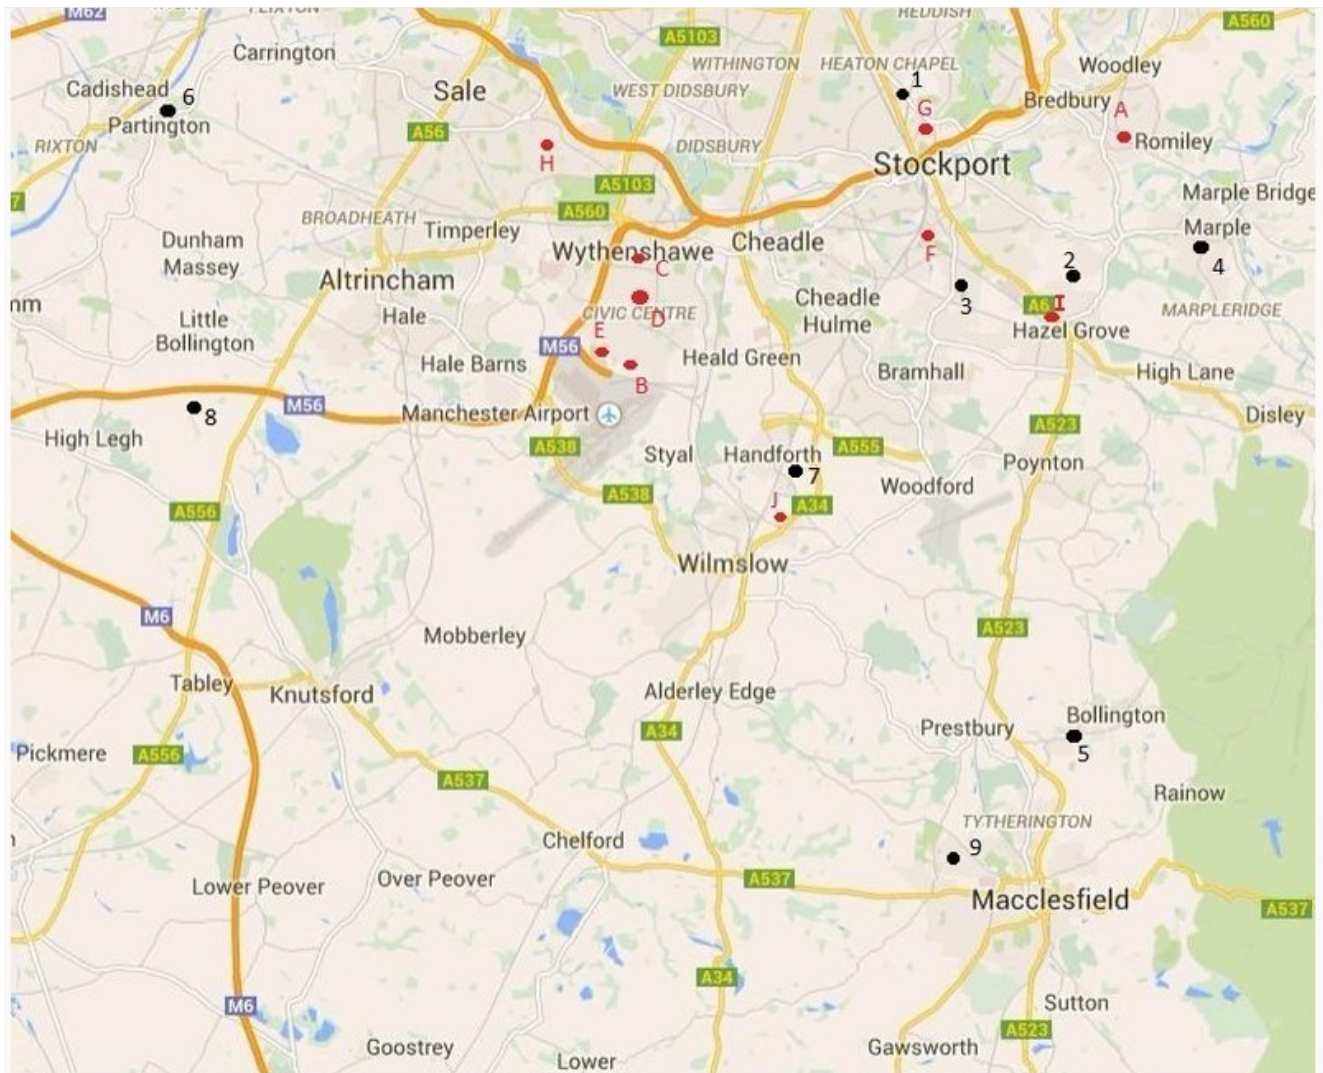 M62
REDDISH
A560
Carrington
A5103
Woodley
WITHINGTON
HEATON CHAPEL
Cadishead
6
Sale
WEST DIDSBURY
1
Bredbury
A
Partington
G
A56
RIXTON
H
DIDSBURY
Stockport
Romiley
A5103
Marple Bridge
7
BROADHEATH
A560
Timperley
Marple
Dunham
Massey
Wythenshawe
Cheadle
F
4
C
2
Altrincham
Cheadle
Hulme
3
A6
I
MARPLERIDGE
Little
Bollington
Hale
CIVIC CENTRE
D
Hazel Grove
E
M56
Hale Barns
B
Heald Green
Bramhall
High Lane
8
M56
Manchester Airport
Disley
High Legh
A538
Styal
Handforth
A555
A523
Poynton
7
A538
Woodford
A556
J
A34
Wilmslow
M6
A523
Mobberley
Tabley
Knutsford
Alderley Edge
Bollington
Prestbury
A34
5
Pickmere
A556
A537
Rainow
TYTHERINGTON
Chelford
9
Lower Peover
Over Peover
A537
Macclesfield
A537
A34
M6
Sutton
A523
Goostrey
Lower
Gawsworth